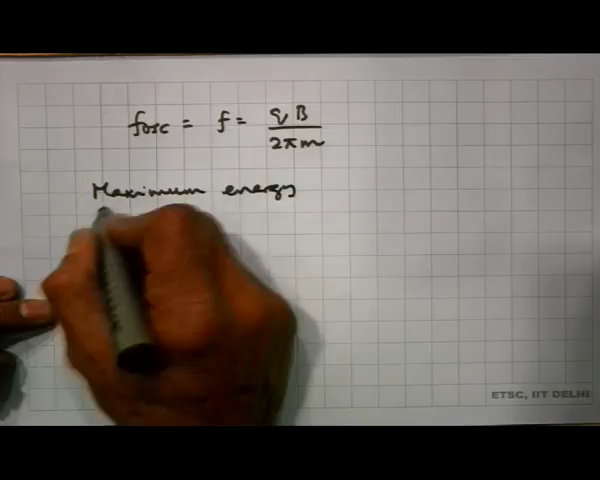 fosc = f = qB / 2πm
Maximum energy
ETSC, IIT DELHI